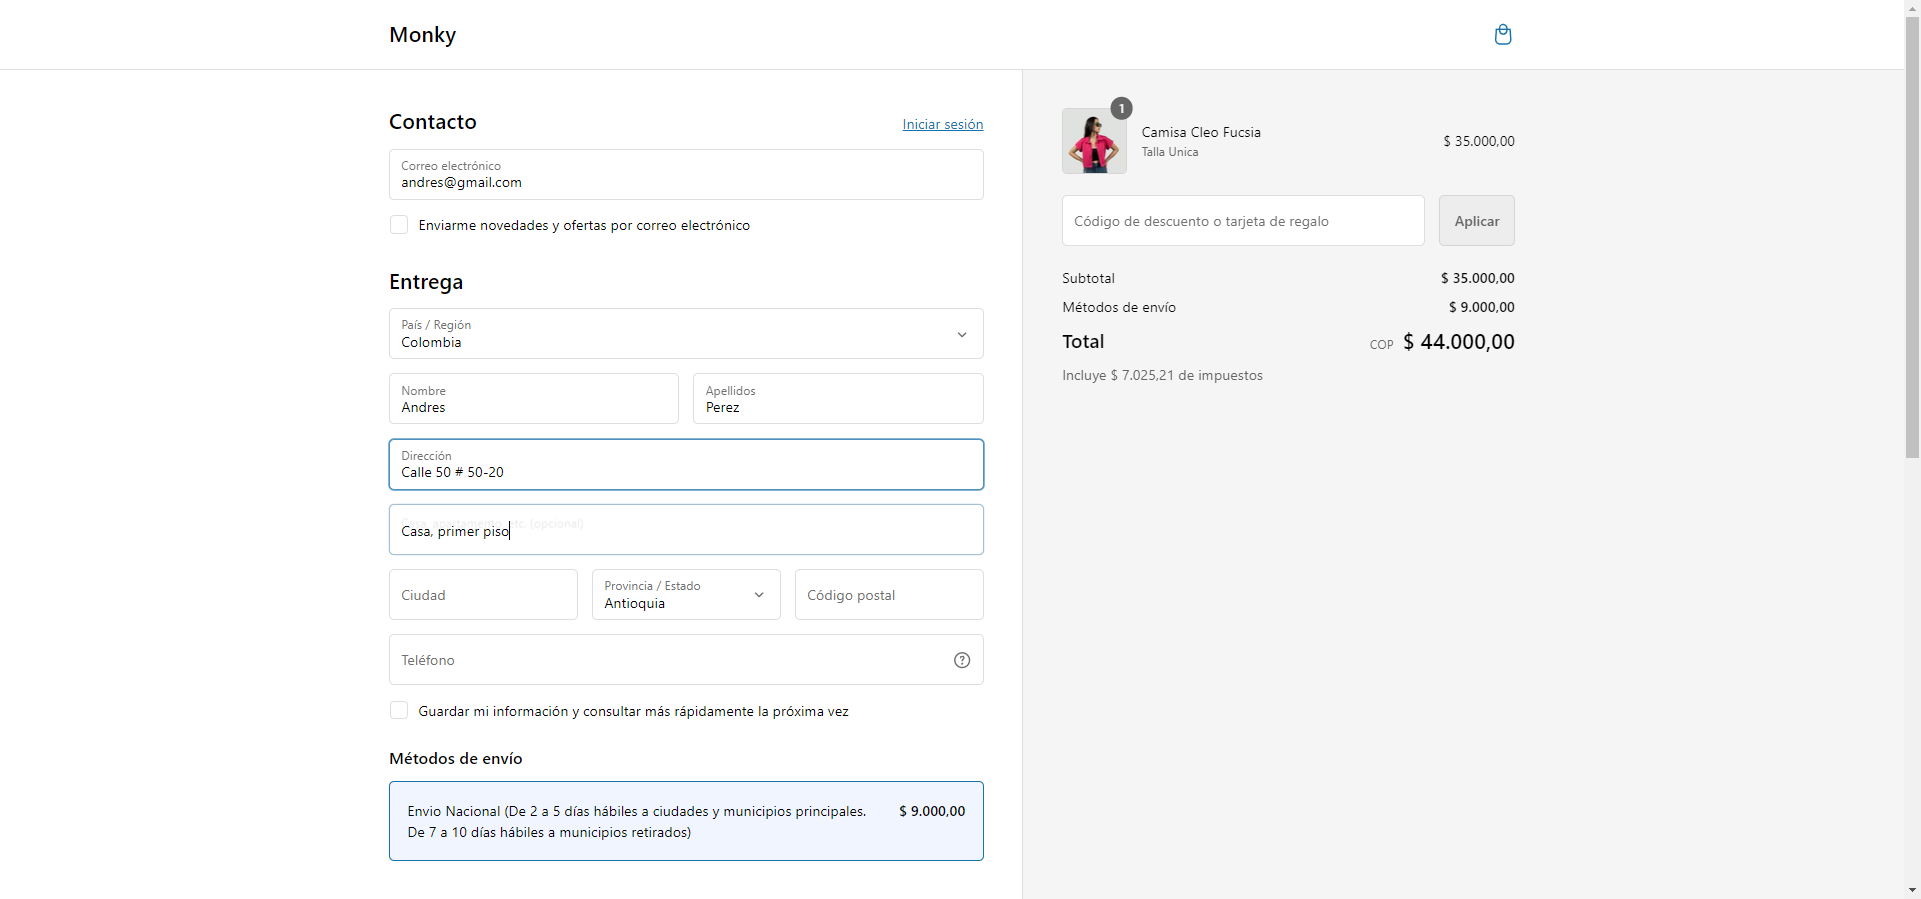 Monky
Contacto
Iniciar sesión
Correo electrónico
andres@gmail.com
Enviarme novedades y ofertas por correo electrónico
Entrega
País / Región
Colombia
Nombre
Andres
Apellidos
Perez
Dirección
Calle 50 # 50-20
Casa, apartamento, etc. (opcional)
Casa, primer piso
Ciudad
Provincia / Estado
Antioquia
Código postal
Teléfono
Guardar mi información y consultar más rápidamente la próxima vez
Métodos de envío
Envio Nacional (De 2 a 5 días hábiles a ciudades y municipios principales.
De 7 a 10 días hábiles a municipios retirados)
$ 9.000,00
1
Camisa Cleo Fucsia
Talla Unica
$ 35.000,00
Código de descuento o tarjeta de regalo
Aplicar
Subtotal
$ 35.000,00
Métodos de envío
$ 9.000,00
Total
COP $ 44.000,00
Incluye $ 7.025,21 de impuestos